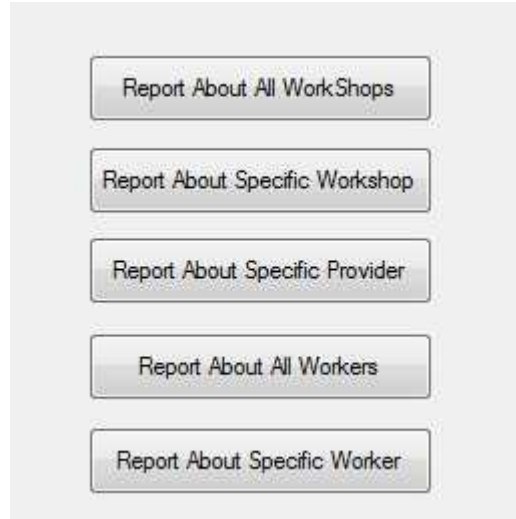 Report About All WorkShops
Report About Specific Workshop
Report About Specific Provider
Report About All Workers
Report About Specific Worker